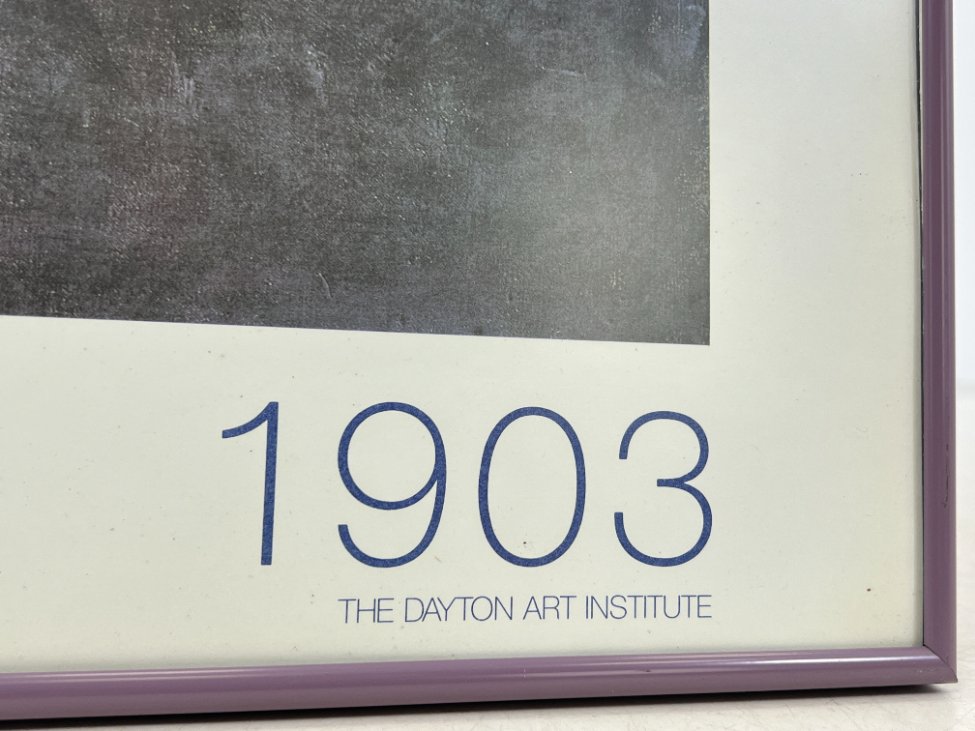 1903
THE DAYTON ART INSTITUTE